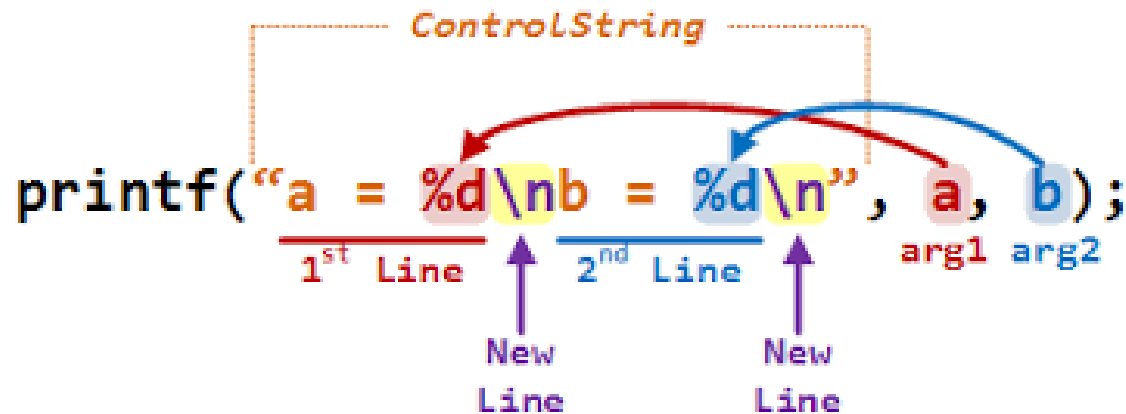 ControlString
printf(“a = %d\nb = %d\n”, a, b);
1st Line 2nd Line arg1 arg2
New New
Line Line